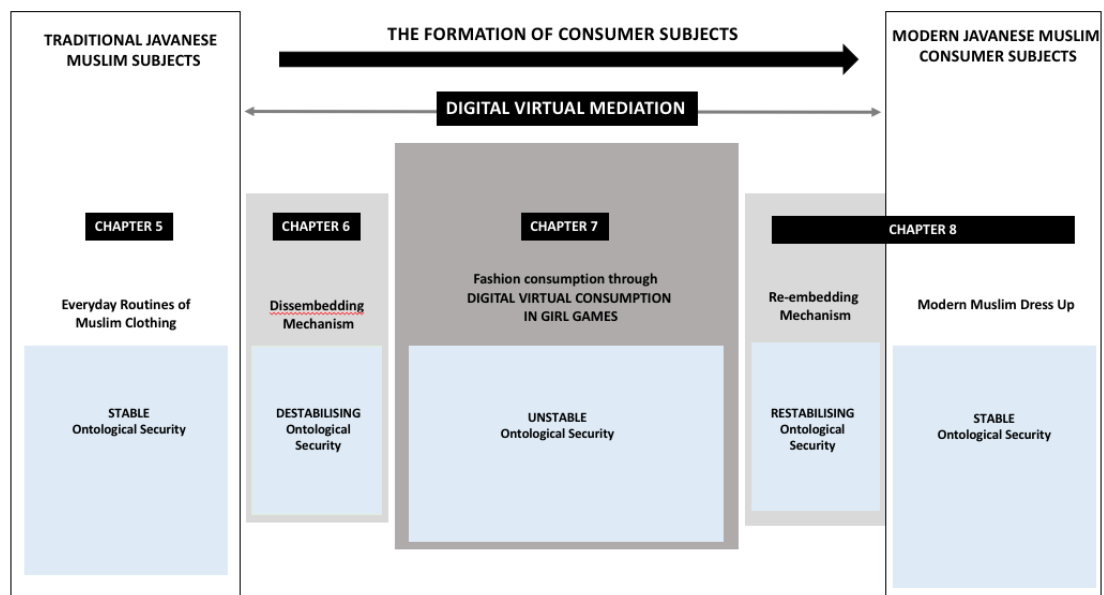 TRADITIONAL JAVANESE
MUSLIM SUBJECTS
THE FORMATION OF CONSUMER SUBJECTS
MODERN JAVANESE MUSLIM
CONSUMER SUBJECTS
DIGITAL VIRTUAL MEDIATION
CHAPTER 5
Everyday Routines of
Muslim Clothing
STABLE
Ontological Security
CHAPTER 6
Dissembedding
Mechanism
DESTABILISING
Ontological
Security
CHAPTER 7
Fashion consumption through
DIGITAL VIRTUAL CONSUMPTION
IN GIRL GAMES
UNSTABLE
Ontological Security
CHAPTER 8
Re-embedding
Mechanism
RESTABILISING
Ontological
Security
Modern Muslim Dress Up
STABLE
Ontological Security